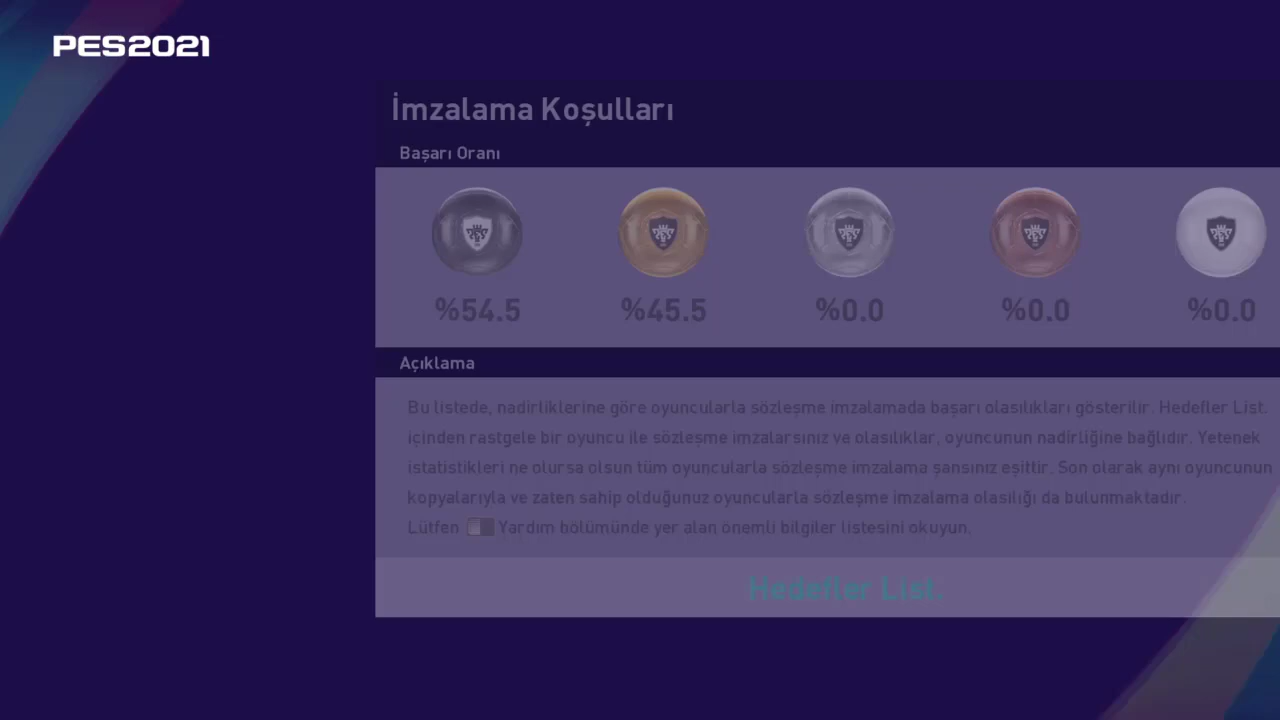 PES2021
İmzalama Koşulları
Başarı Oranı
%54.5 %45.5 %0.0 %0.0 %0.0
Açıklama
Bu listede, nadirliklerine göre oyuncularla sözleşme imzalamada başarı olasılıkları gösterilir. Hedefler List.
içinden rastgele bir oyuncu ile sözleşme imzalarsınız ve olasılıklar, oyuncunun nadirliğine bağlıdır. Yetenek
istatistikleri ne olursa olsun tüm oyuncularla sözleşme imzalama şansınız eşittir. Son olarak aynı oyuncunun
kopyalarıyla ve zaten sahip olduğunuz oyuncularla sözleşme imzalama olasılığı da bulunmaktadır.
Lütfen Yardım bölümünde yer alan önemli bilgiler listesini okuyun.
Hedefler List.